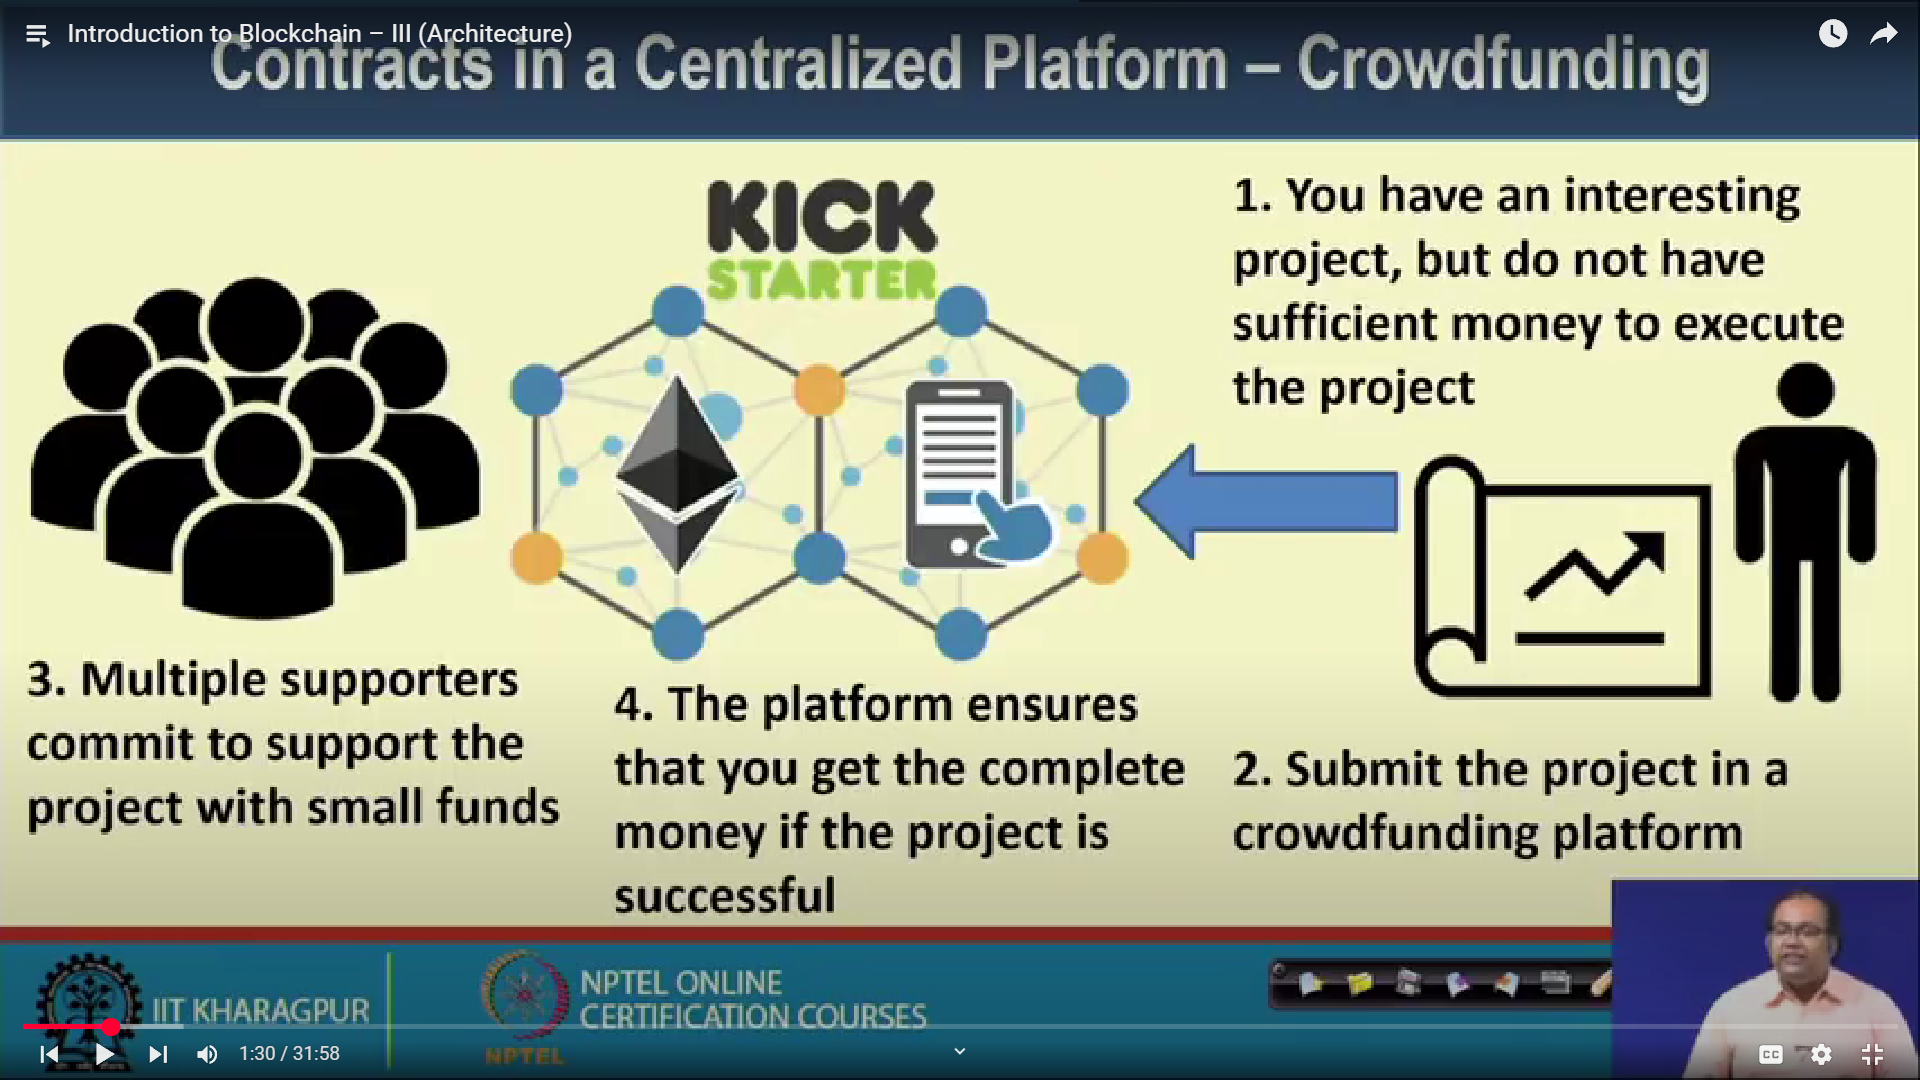 Introduction to Blockchain – III (Architecture)
Contracts in a Centralized Platform – Crowdfunding
KICK
STARTER
1. You have an interesting
project, but do not have
sufficient money to execute
the project
2. Submit the project in a
crowdfunding platform
3. Multiple supporters
commit to support the
project with small funds
4. The platform ensures
that you get the complete
money if the project is
successful
IIT KHARAGPUR
NPTEL
NPTEL ONLINE
CERTIFICATION COURSES
1:30 / 31:58
CC